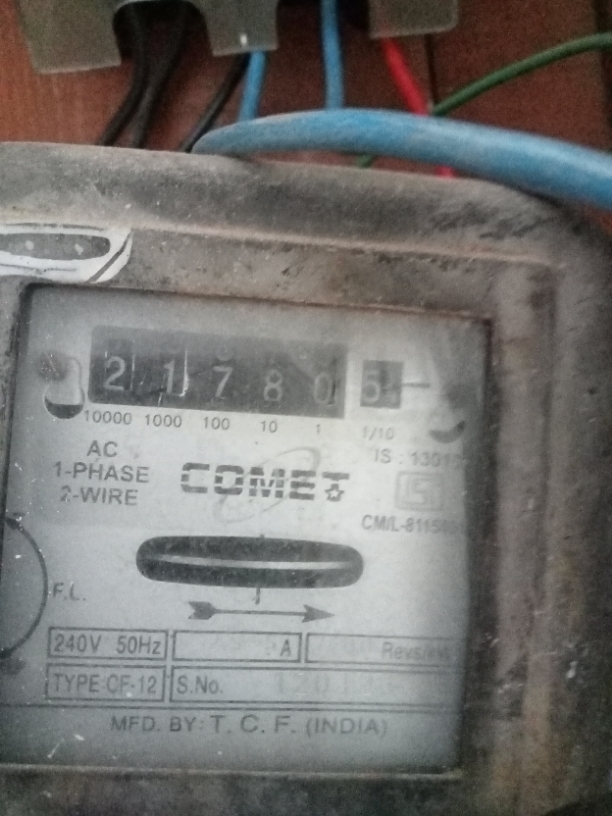 2 1 7 8 0 5
10000 1000 100 10 1 1/10
AC
1-PHASE
2-WIRE
COMET
IS :
CM/L-
F.L.
240V 50Hz
A
TYPE:CF-12
S.No.
MFD. BY: T. C. F. (INDIA)